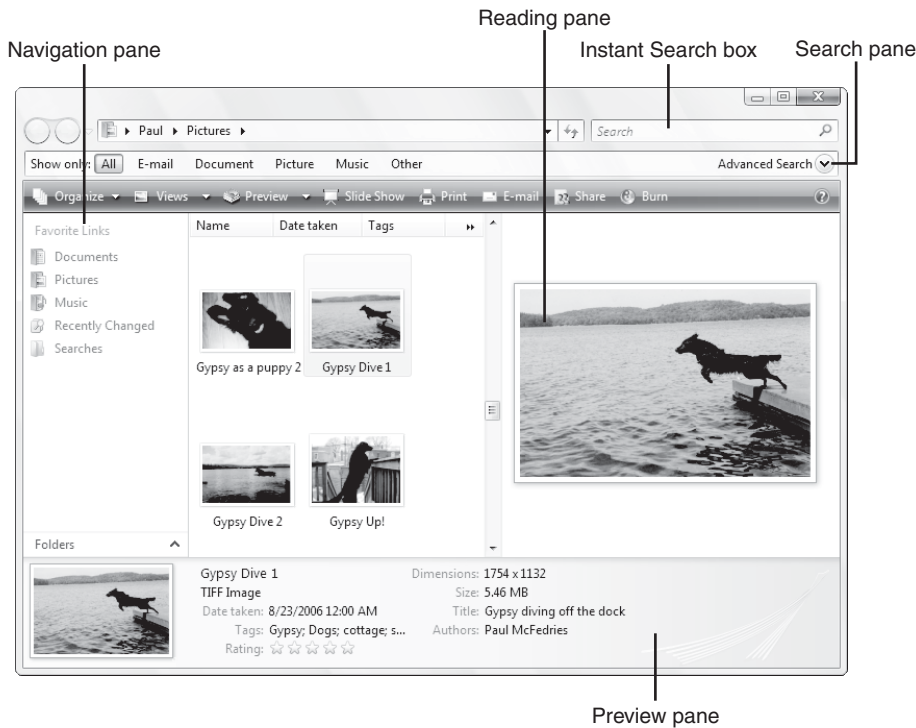 Reading pane
Navigation pane
Instant Search box
Search pane
Paul Pictures
Search
Show only: All E-mail Document Picture Music Other Advanced Search
Organize Views Preview Slide Show Print E-mail Share Burn
Favorite Links
Documents
Pictures
Music
Recently Changed
Searches
Folders
Name Date taken Tags
Gypsy as a puppy 2 Gypsy Dive 1
Gypsy Dive 2 Gypsy Up!
Gypsy Dive 1
TIFF Image
Date taken: 8/23/2006 12:00 AM
Tags: Gypsy; Dogs; cottage; s...
Rating:
Dimensions: 1754 x 1132
Size: 5.46 MB
Title: Gypsy diving off the dock
Authors: Paul McFedries
Preview pane